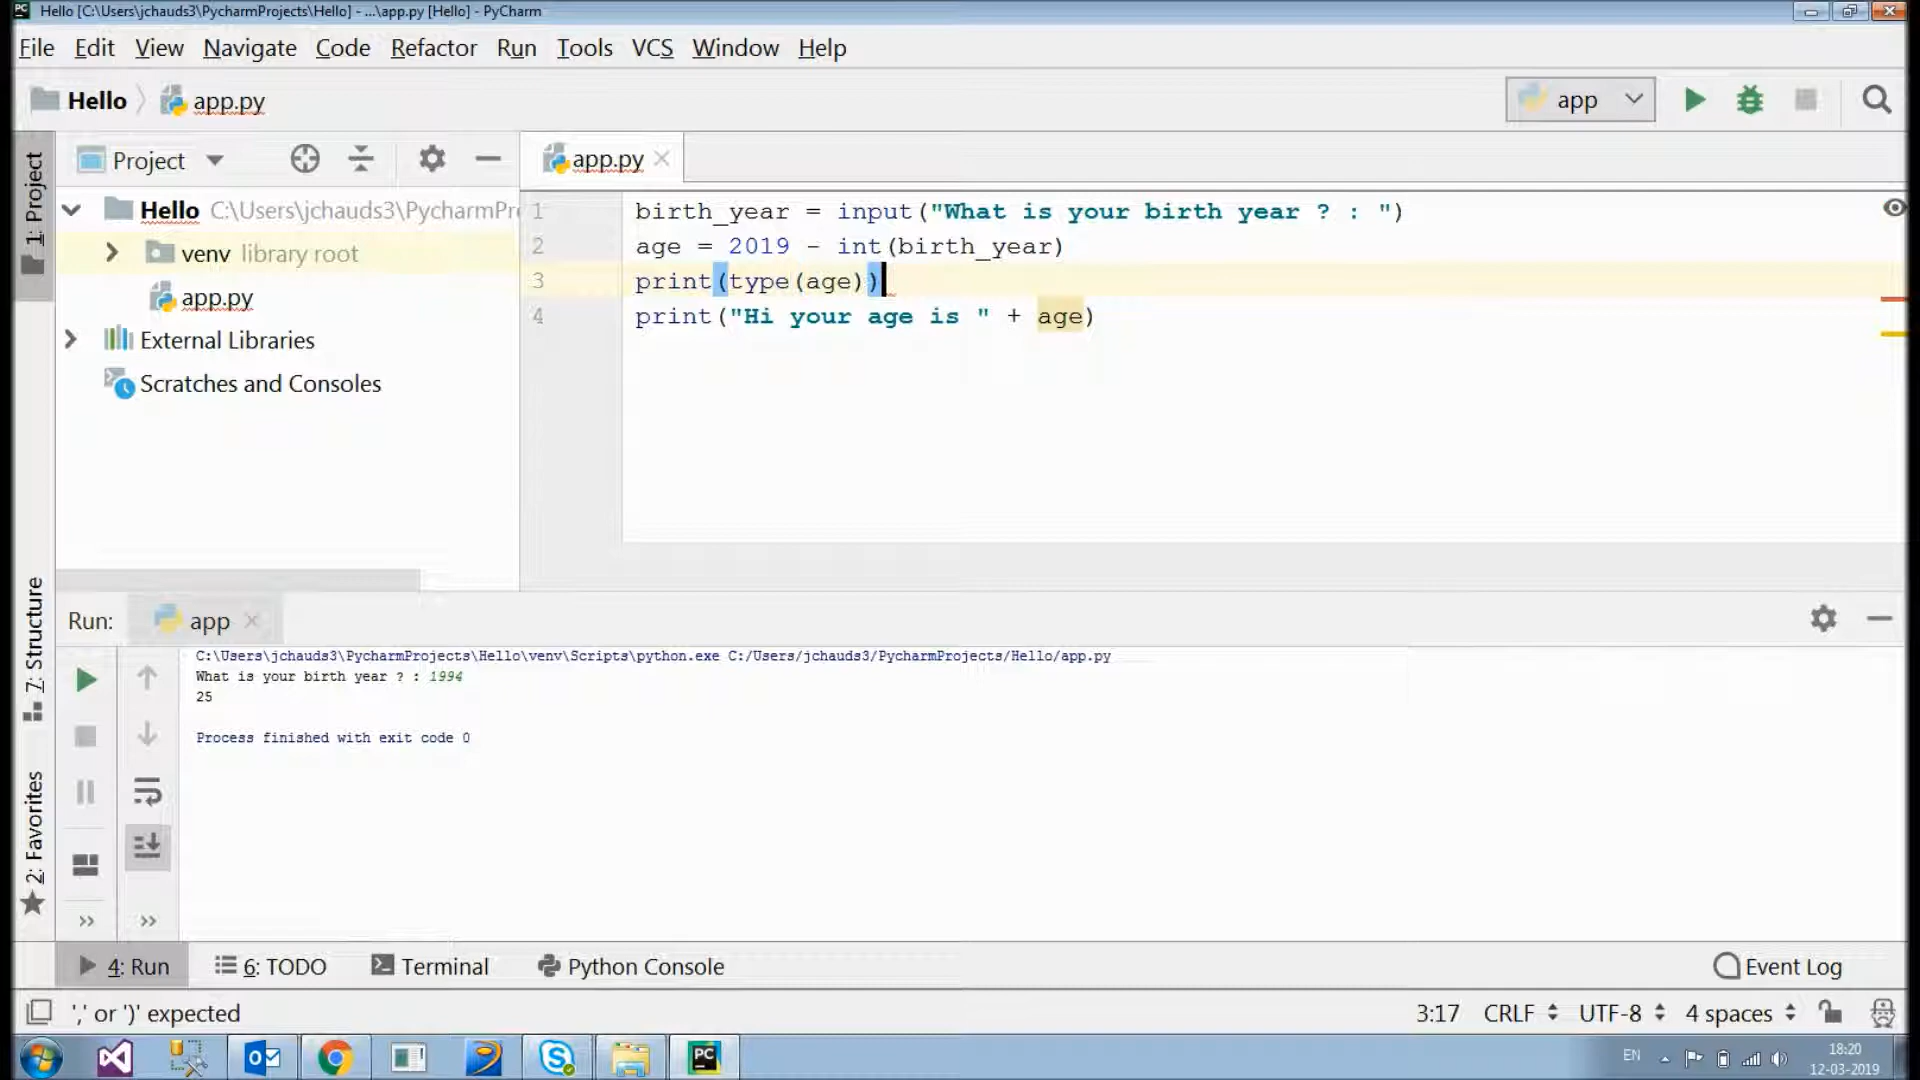 Hello [C:\Users\jchauds3\PycharmProjects\Hello] - ...\app.py [Hello] - PyCharm
File Edit View Navigate Code Refactor Run Tools VCS Window Help
Hello app.py
app
1: Project
Project
app.py
Hello C:\Users\jchauds3\PycharmPr
venv library root
app.py
External Libraries
Scratches and Consoles
1 birth_year = input("What is your birth year ? : ")
2 age = 2019 - int(birth_year)
3 print(type(age))
4 print("Hi your age is " + age)
7: Structure
2: Favorites
Run: app
C:\Users\jchauds3\PycharmProjects\Hello\venv\Scripts\python.exe C:/Users/jchauds3/PycharmProjects/Hello/app.py
What is your birth year ? : 1994
25
Process finished with exit code 0
4: Run 6: TODO Terminal Python Console Event Log
',' or ')' expected 3:17 CRLF UTF-8 4 spaces
EN 18:20
12-03-2019